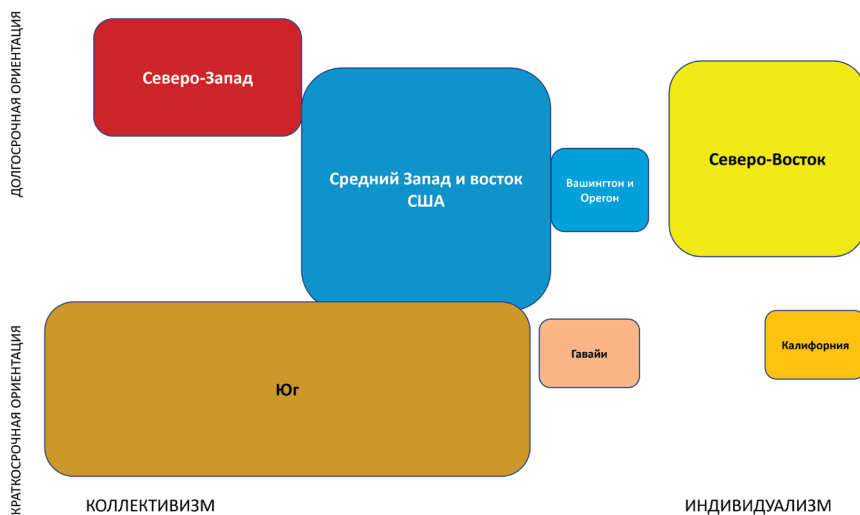 ДОЛГОСРОЧНАЯ ОРИЕНТАЦИЯ
Северо-Запад
Средний Запад и восток
США
Вашингтон и
Орегон
Северо-Восток
КРАТКОСРОЧНАЯ ОРИЕНТАЦИЯ
Юг
Гавайи
Калифорния
КОЛЛЕКТИВИЗМ
ИНДИВИДУАЛИЗМ